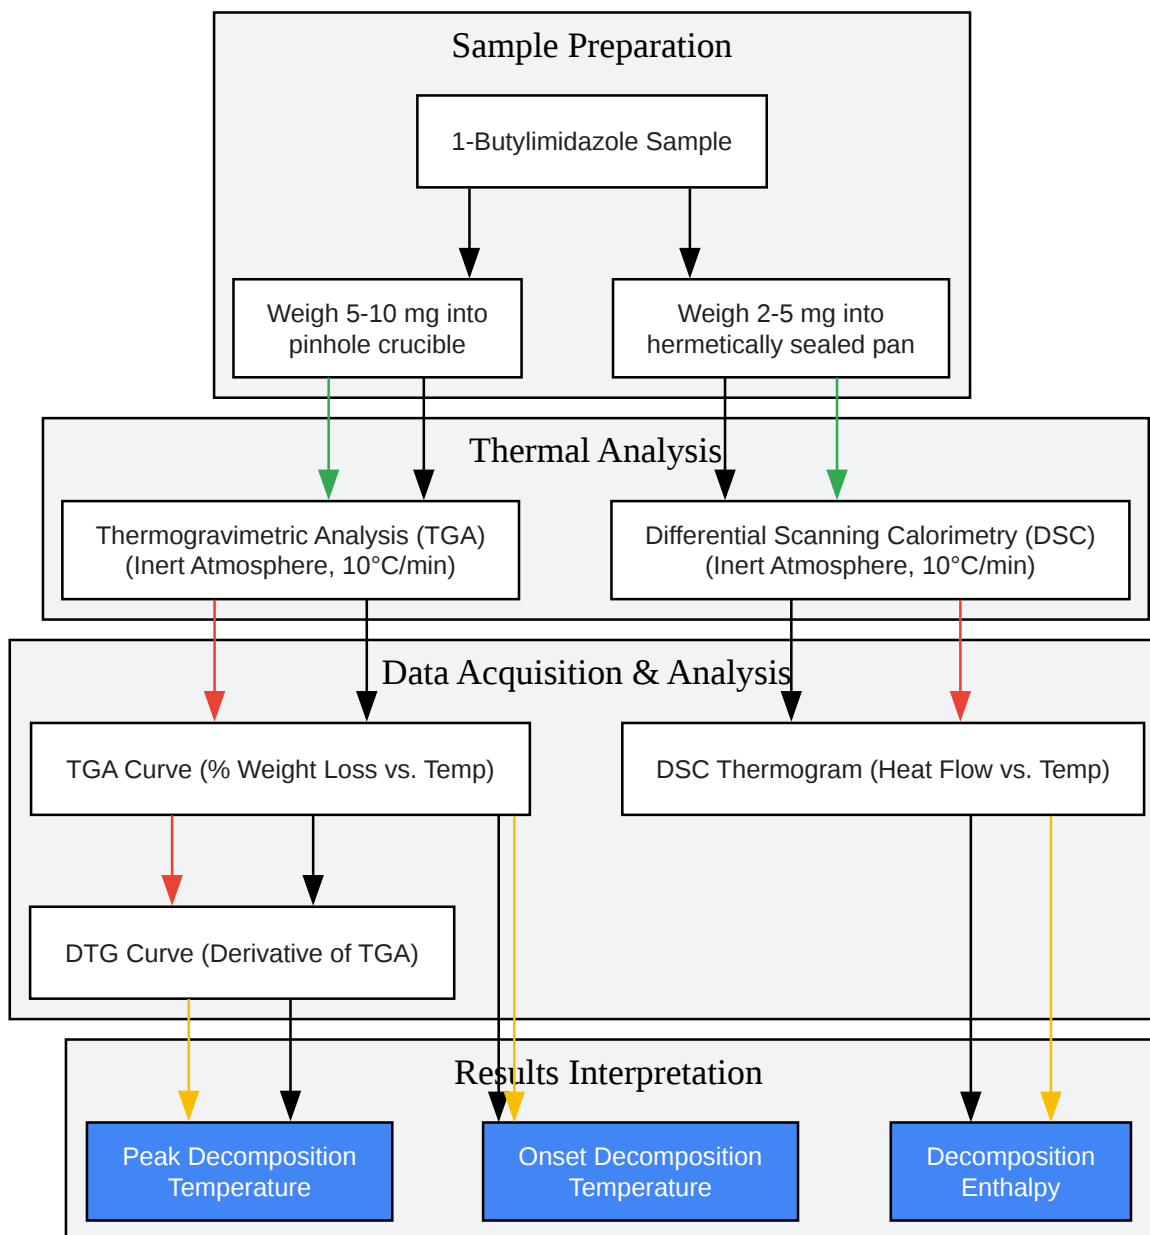 Sample Preparation
1-Butylimidazole Sample
Weigh 5-10 mg into
pinhole crucible
Weigh 2-5 mg into
hermetically sealed pan
Thermal Analysis
Thermogravimetric Analysis (TGA)
(Inert Atmosphere, 10°C/min)
Differential Scanning Calorimetry (DSC)
(Inert Atmosphere, 10°C/min)
Data Acquisition & Analysis
TGA Curve (% Weight Loss vs. Temp)
DSC Thermogram (Heat Flow vs. Temp)
DTG Curve (Derivative of TGA)
Results Interpretation
Peak Decomposition
Temperature
Onset Decomposition
Temperature
Decomposition
Enthalpy